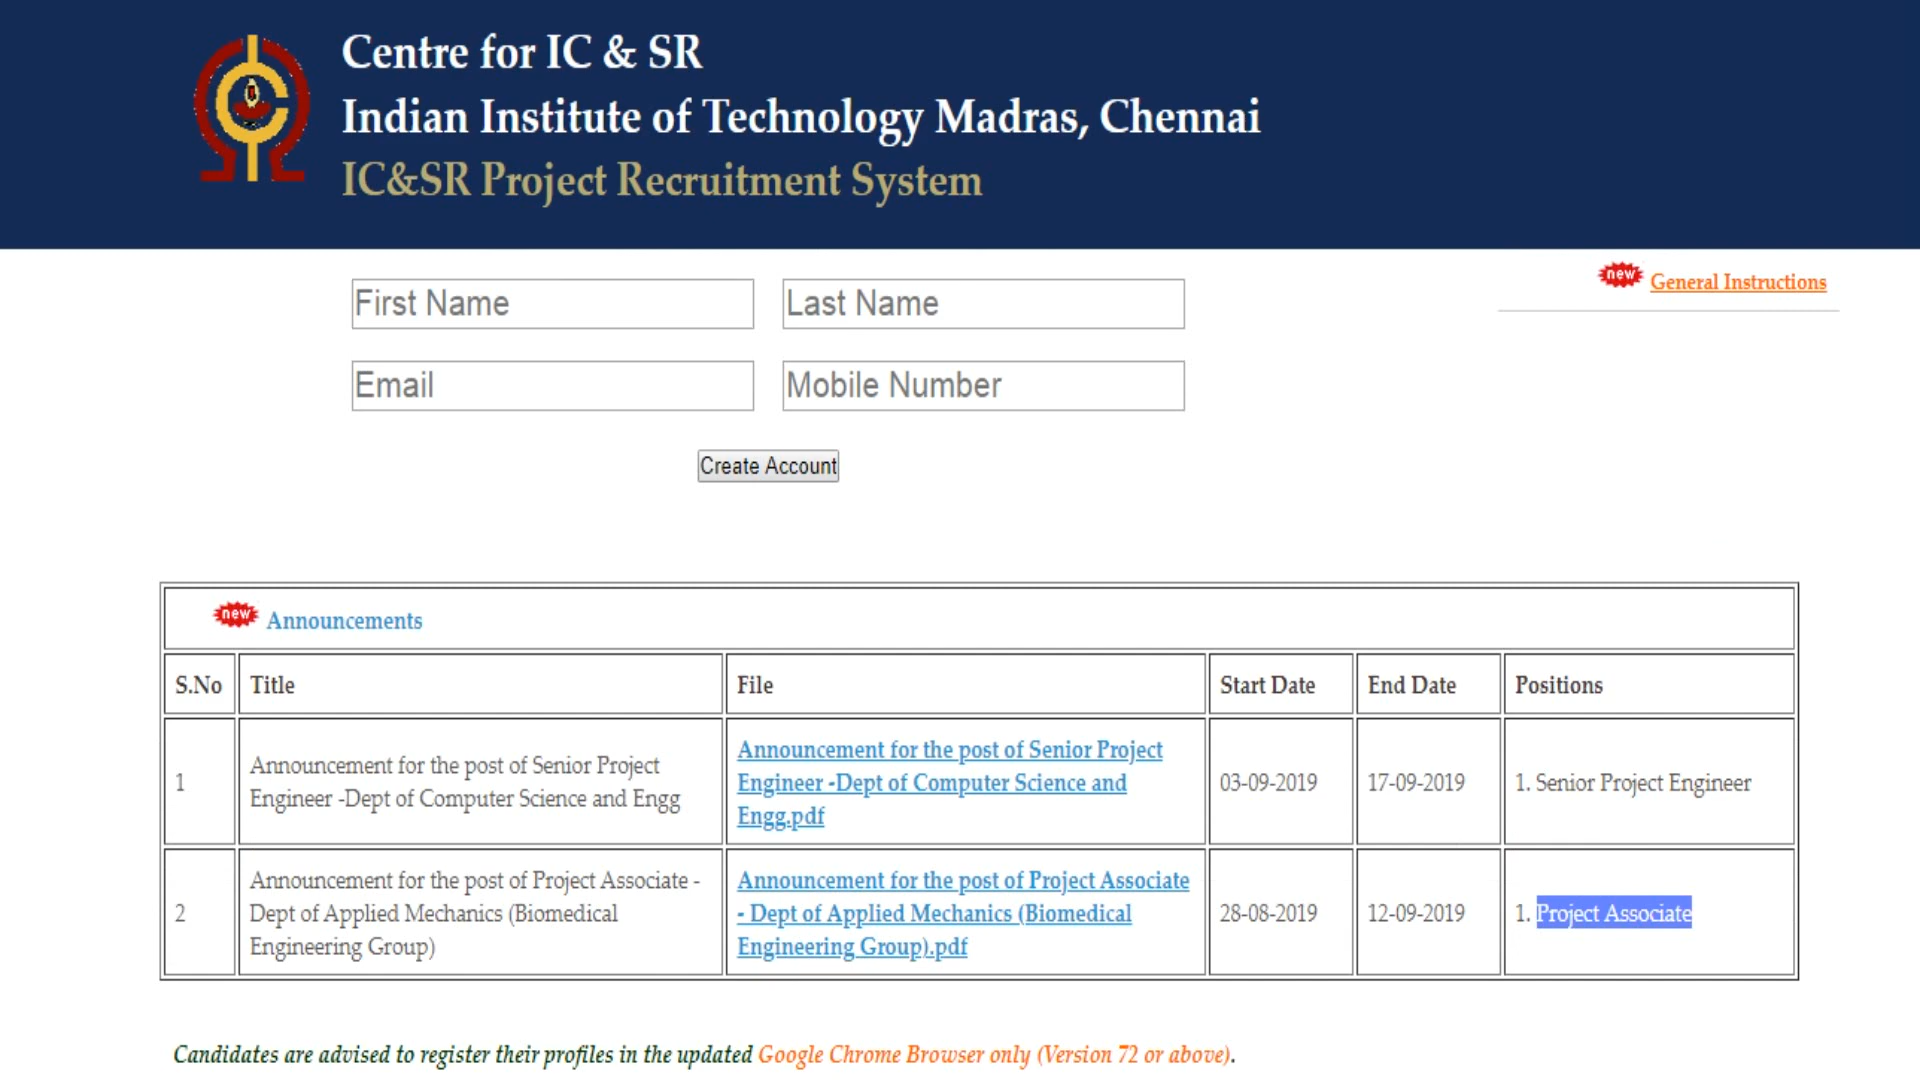 Centre for IC & SR
Indian Institute of Technology Madras, Chennai
IC&SR Project Recruitment System
new General Instructions
First Name Last Name
Email Mobile Number
Create Account
new Announcements
S.No Title File Start Date End Date Positions
1
Announcement for the post of Senior Project
Engineer -Dept of Computer Science and Engg
Announcement for the post of Senior Project
Engineer -Dept of Computer Science and
Engg.pdf
03-09-2019
17-09-2019
1. Senior Project Engineer
2
Announcement for the post of Project Associate -
Dept of Applied Mechanics (Biomedical
Engineering Group)
Announcement for the post of Project Associate
- Dept of Applied Mechanics (Biomedical
Engineering Group).pdf
28-08-2019
12-09-2019
1. Project Associate
Candidates are advised to register their profiles in the updated Google Chrome Browser only (Version 72 or above).